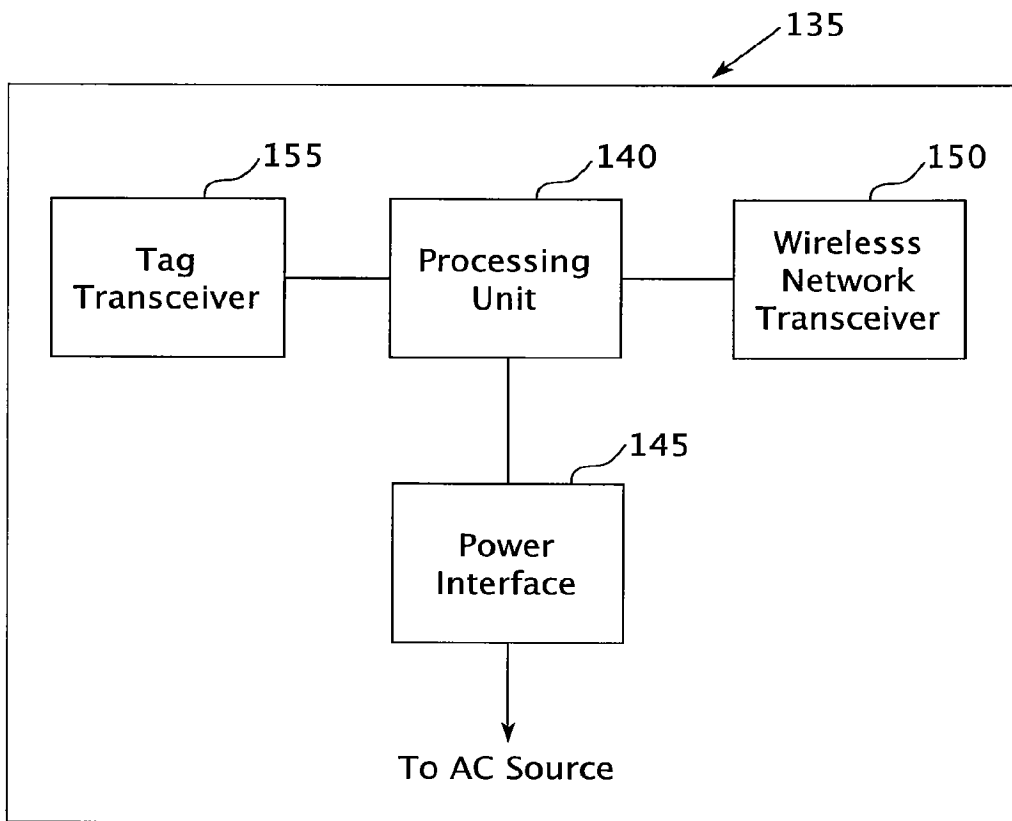 135
155
140
150
Tag
Transceiver
Processing
Unit
Wirelesss
Network
Transceiver
145
Power
Interface
To AC Source